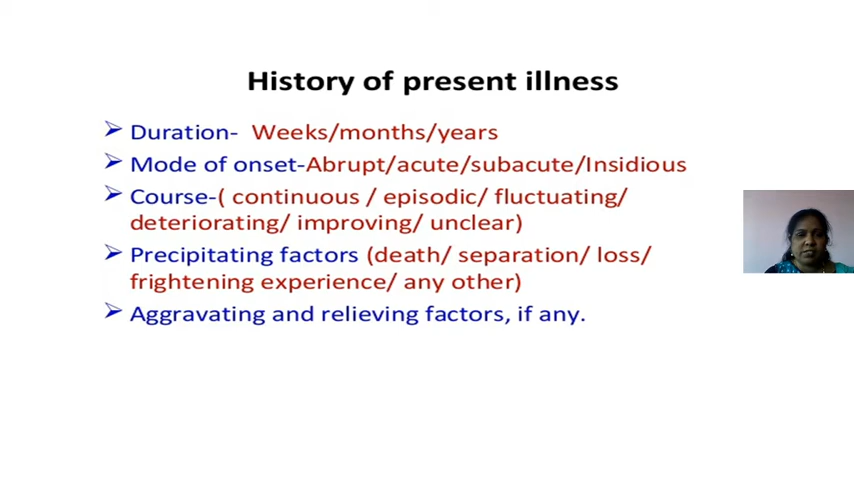 History of present illness
Duration-  Weeks/months/years
Mode of onset-Abrupt/acute/subacute/Insidious
Course-( continuous / episodic/ fluctuating/
deteriorating/ improving/ unclear)
Precipitating factors (death/ separation/ loss/
frightening experience/ any other)
Aggravating and relieving factors, if any.